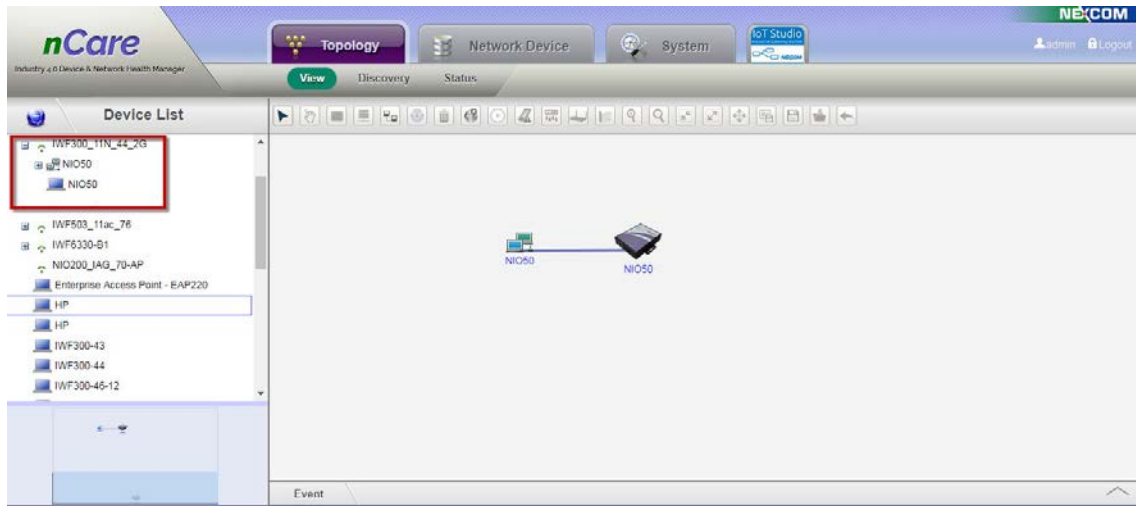 NEXCOM
nCare
Industry 4.0 Device & Network Health Manager
Topology
Network Device
System
IoT Studio
NEXCOM
admin
Logout
View
Discovery
Status
Device List
IWF300_11N_44_2G
NIO50
NIO50
IWF503_11ac_76
IWF6330-B1
NIO200_IAG_70-AP
Enterprise Access Point - EAP220
HP
HP
IWF300-43
IWF300-44
IWF300-46-12
NIO50
NIO50
Event